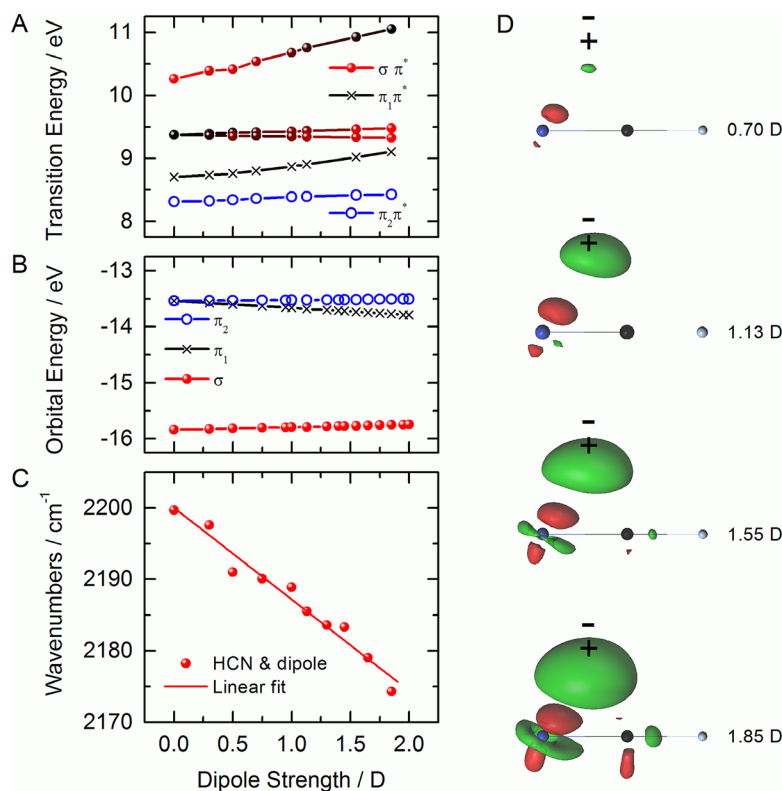 A
Transition Energy / eV
11
10
9
8
σ π*
π1π*
π2π*
B
Orbital Energy / eV
-13
-14
-15
-16
π2
π1
σ
C
Wavenumbers / cm-1
2200
2190
2180
2170
HCN & dipole
Linear fit
0.0 0.5 1.0 1.5 2.0
Dipole Strength / D
D
−
+
0.70 D
−
+
1.13 D
−
+
1.55 D
−
+
1.85 D